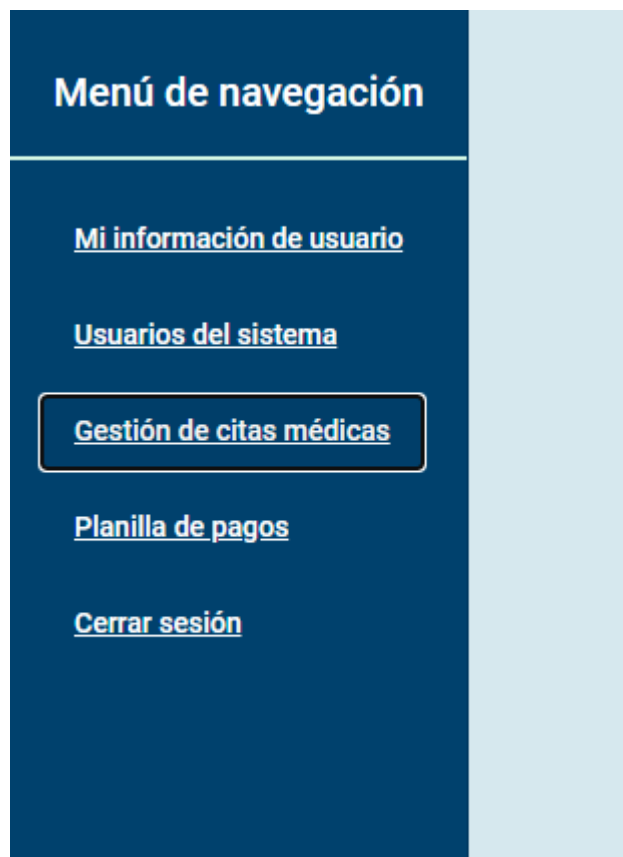 Menú de navegación
Mi información de usuario
Usuarios del sistema
Gestión de citas médicas
Planilla de pagos
Cerrar sesión